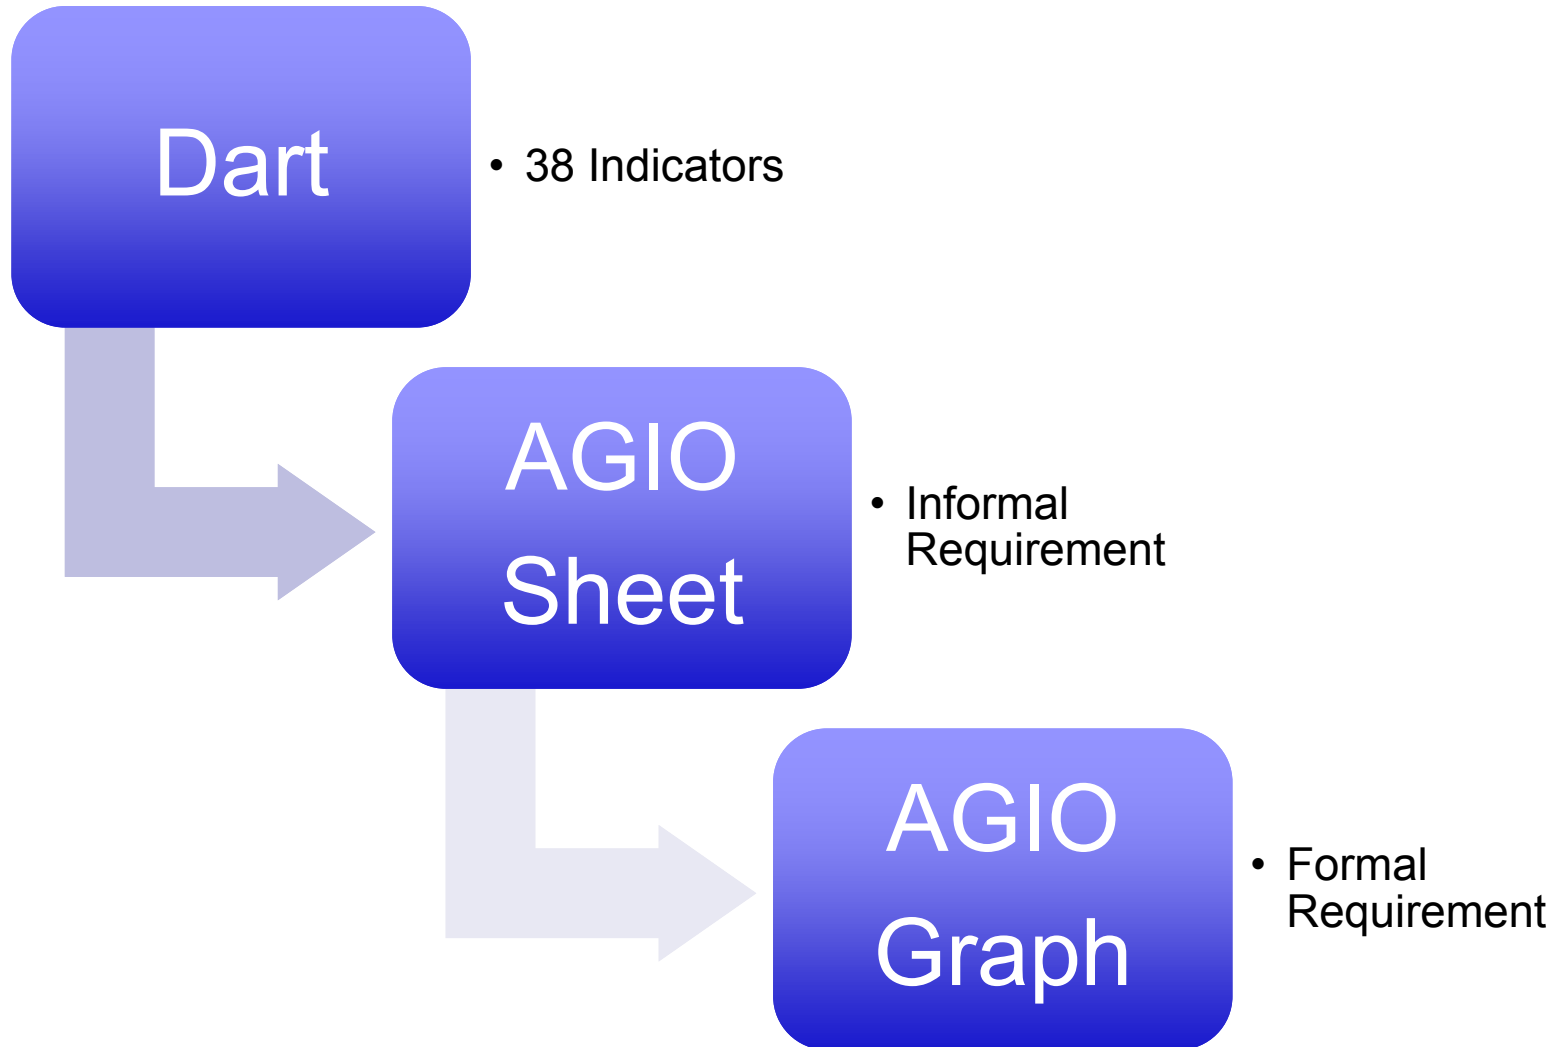 Dart
• 38 Indicators
AGIO
Sheet
• Informal
Requirement
AGIO
Graph
• Formal
Requirement